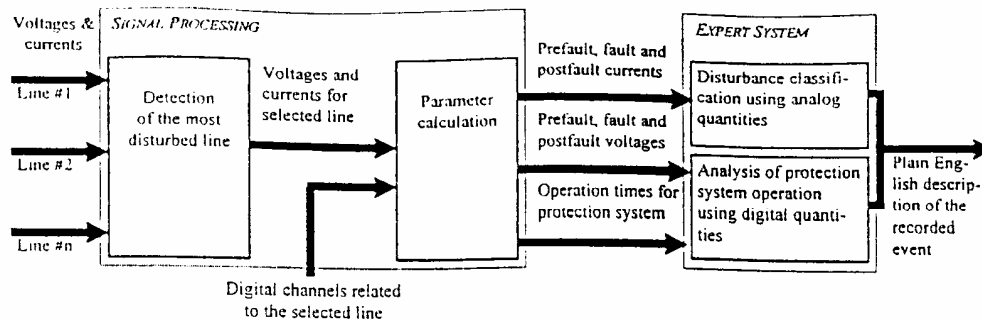 Voltages &
currents
Line #1
Line #2
Line #n
SIGNAL PROCESSING
Detection
of the most
disturbed line
Voltages and
currents for
selected line
Digital channels related
to the selected line
Parameter
calculation
Prefault, fault and
postfault currents
Prefault, fault and
postfault voltages
Operation times for
protection system
EXPERT SYSTEM
Disturbance classifi-
cation using analog
quantities
Analysis of protection
system operation
using digital quanti-
ties
Plain Eng-
lish descrip-
tion of the
recorded
event